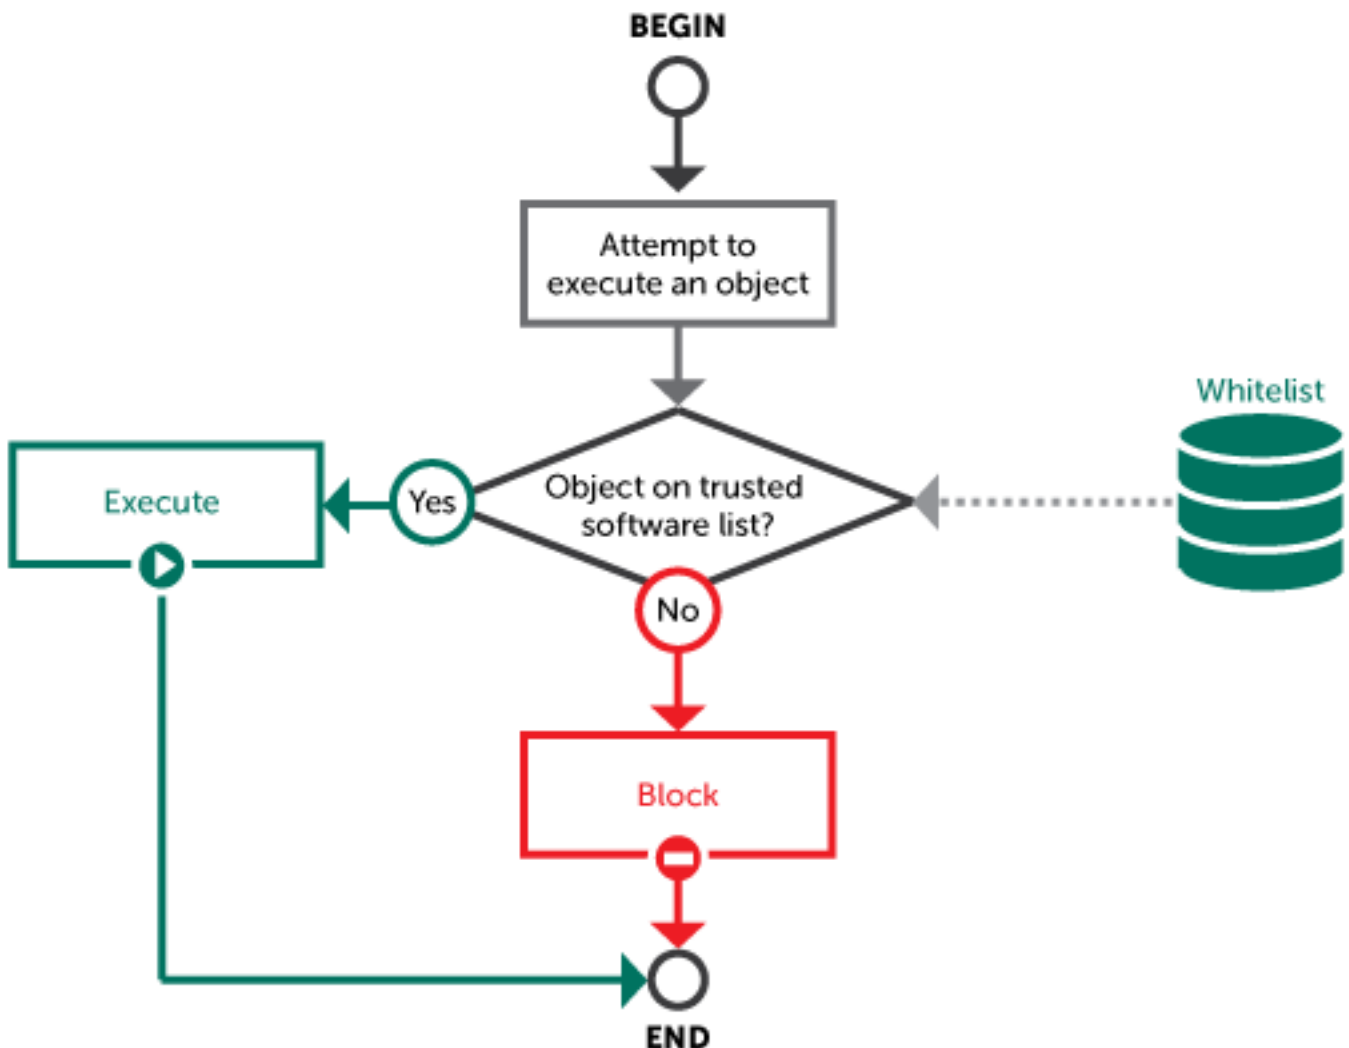 BEGIN
Attempt to
execute an object
Whitelist
Object on trusted
software list?
Yes
Execute
No
Block
END